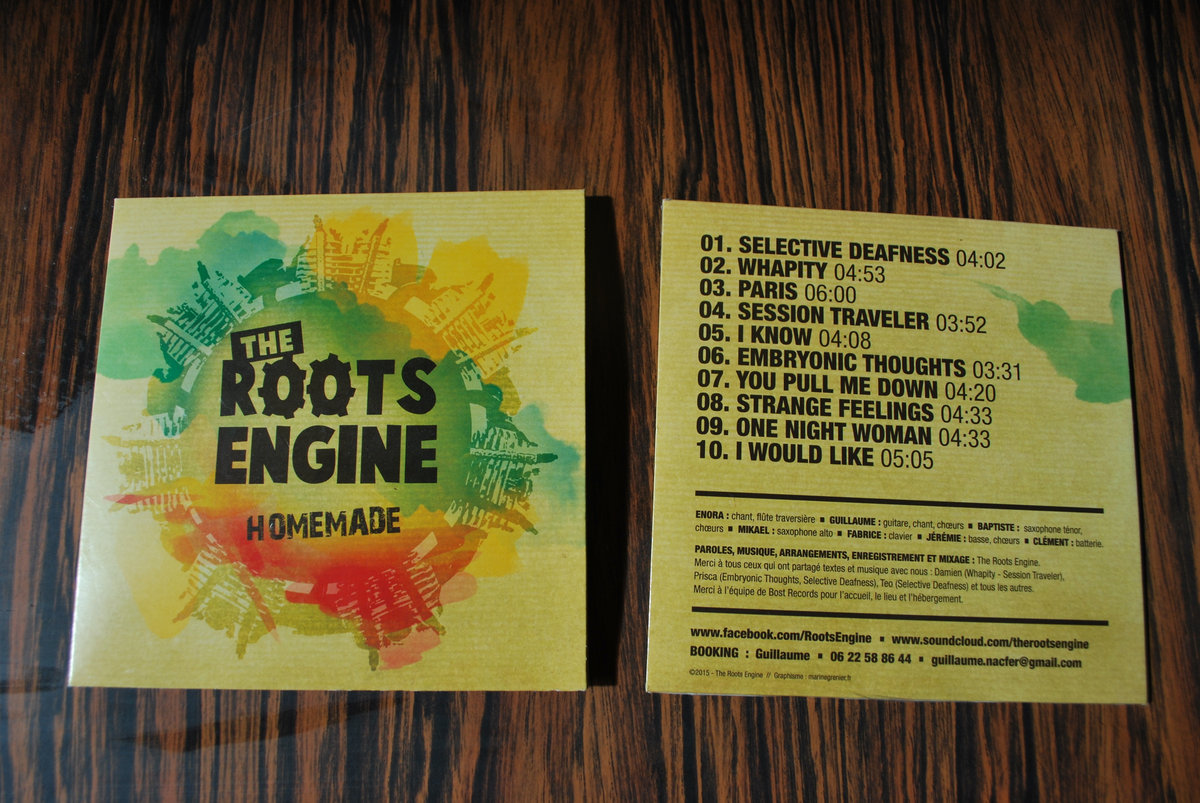 THE
ROOTS
ENGINE
HOMEMADE
01. SELECTIVE DEAFNESS 04:02
02. WHAPITY 04:53
03. PARIS 06:00
04. SESSION TRAVELER 03:52
05. I KNOW 04:08
06. EMBRYONIC THOUGHTS 03:31
07. YOU PULL ME DOWN 04:20
08. STRANGE FEELINGS 04:33
09. ONE NIGHT WOMAN 04:33
10. I WOULD LIKE 05:05
ENORA : chant, flûte traversière ▪ GUILLAUME : guitare, chant, chœurs ▪ BAPTISTE : saxophone ténor,
chœurs ▪ MIKAEL : saxophone alto ▪ FABRICE : clavier ▪ JÉRÉMIE : basse, chœurs ▪ CLÉMENT : batterie.
PAROLES, MUSIQUE, ARRANGEMENTS, ENREGISTREMENT ET MIXAGE : The Roots Engine.
Merci à tous ceux qui ont partagé textes et musique avec nous : Damien (Whapity - Session Traveler),
Prisca (Embryonic Thoughts, Selective Deafness), Teo (Selective Deafness) et tous les autres.
Merci à l'équipe de Bost Records pour l'accueil, le lieu et l'hébergement.
www.facebook.com/RootsEngine ▪ www.soundcloud.com/therootsengine
BOOKING : Guillaume ▪ 06 22 58 86 44 ▪ guillaume.nacfer@gmail.com
©2015 - The Roots Engine // Graphisme : marinegrenier.fr